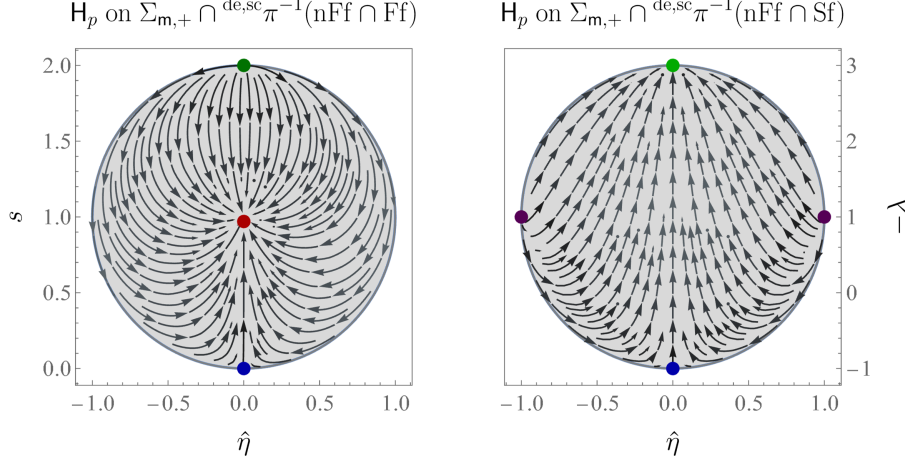 H_p on Σ_{m,+} ∩ ^{de,sc}π^{−1}(nFf ∩ Ff)
H_p on Σ_{m,+} ∩ ^{de,sc}π^{−1}(nFf ∩ Sf)
2.0
1.5
1.0
0.5
0.0
s
−1.0 −0.5 0.0 0.5 1.0
η̂
3
2
1
0
−1
−λ
−1.0 −0.5 0.0 0.5 1.0
η̂